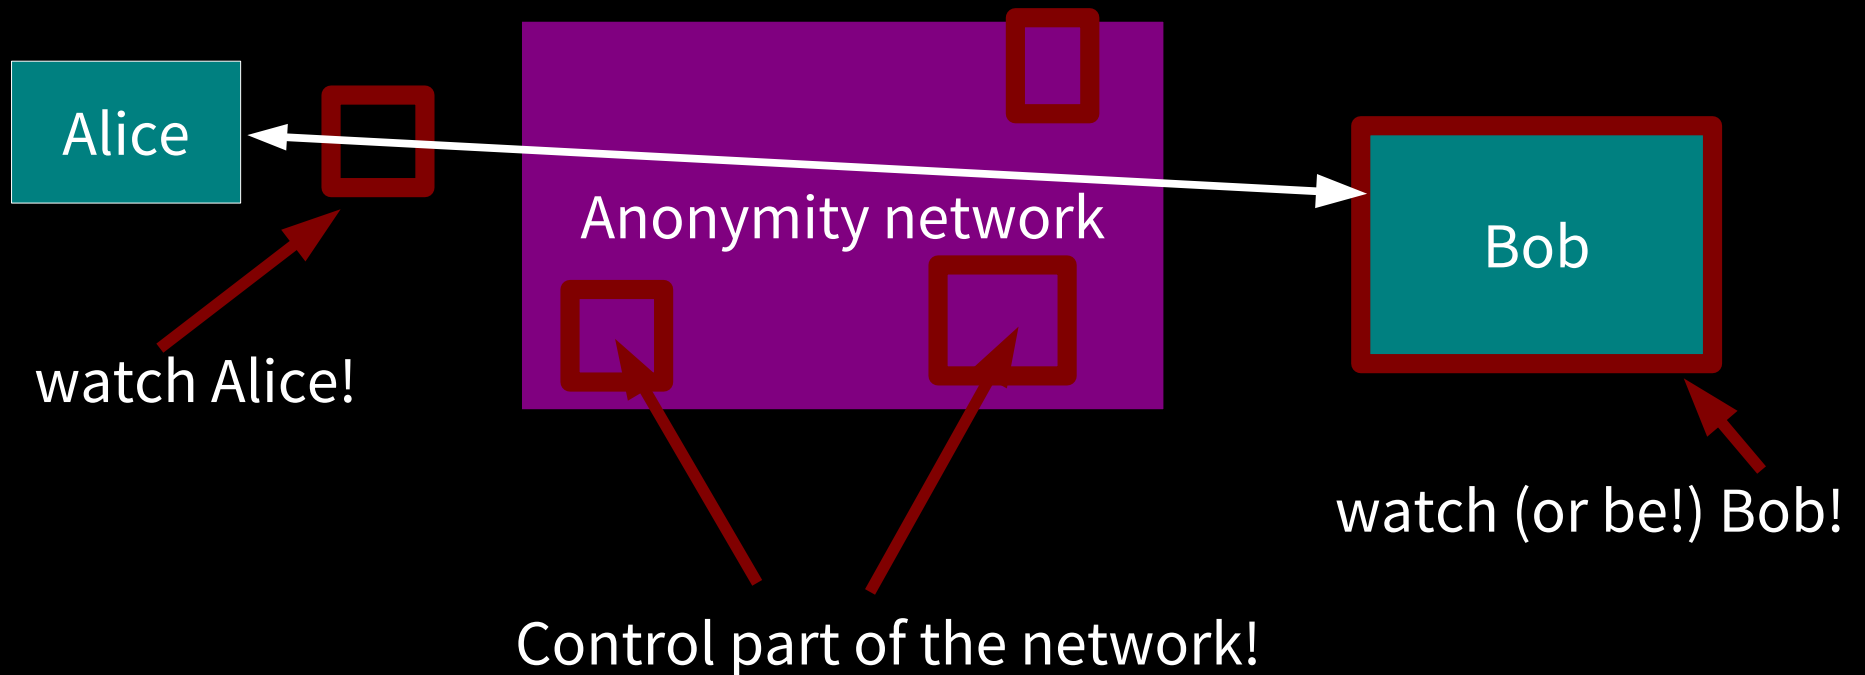 Alice
Anonymity network
Bob
watch Alice!
watch (or be!) Bob!
Control part of the network!